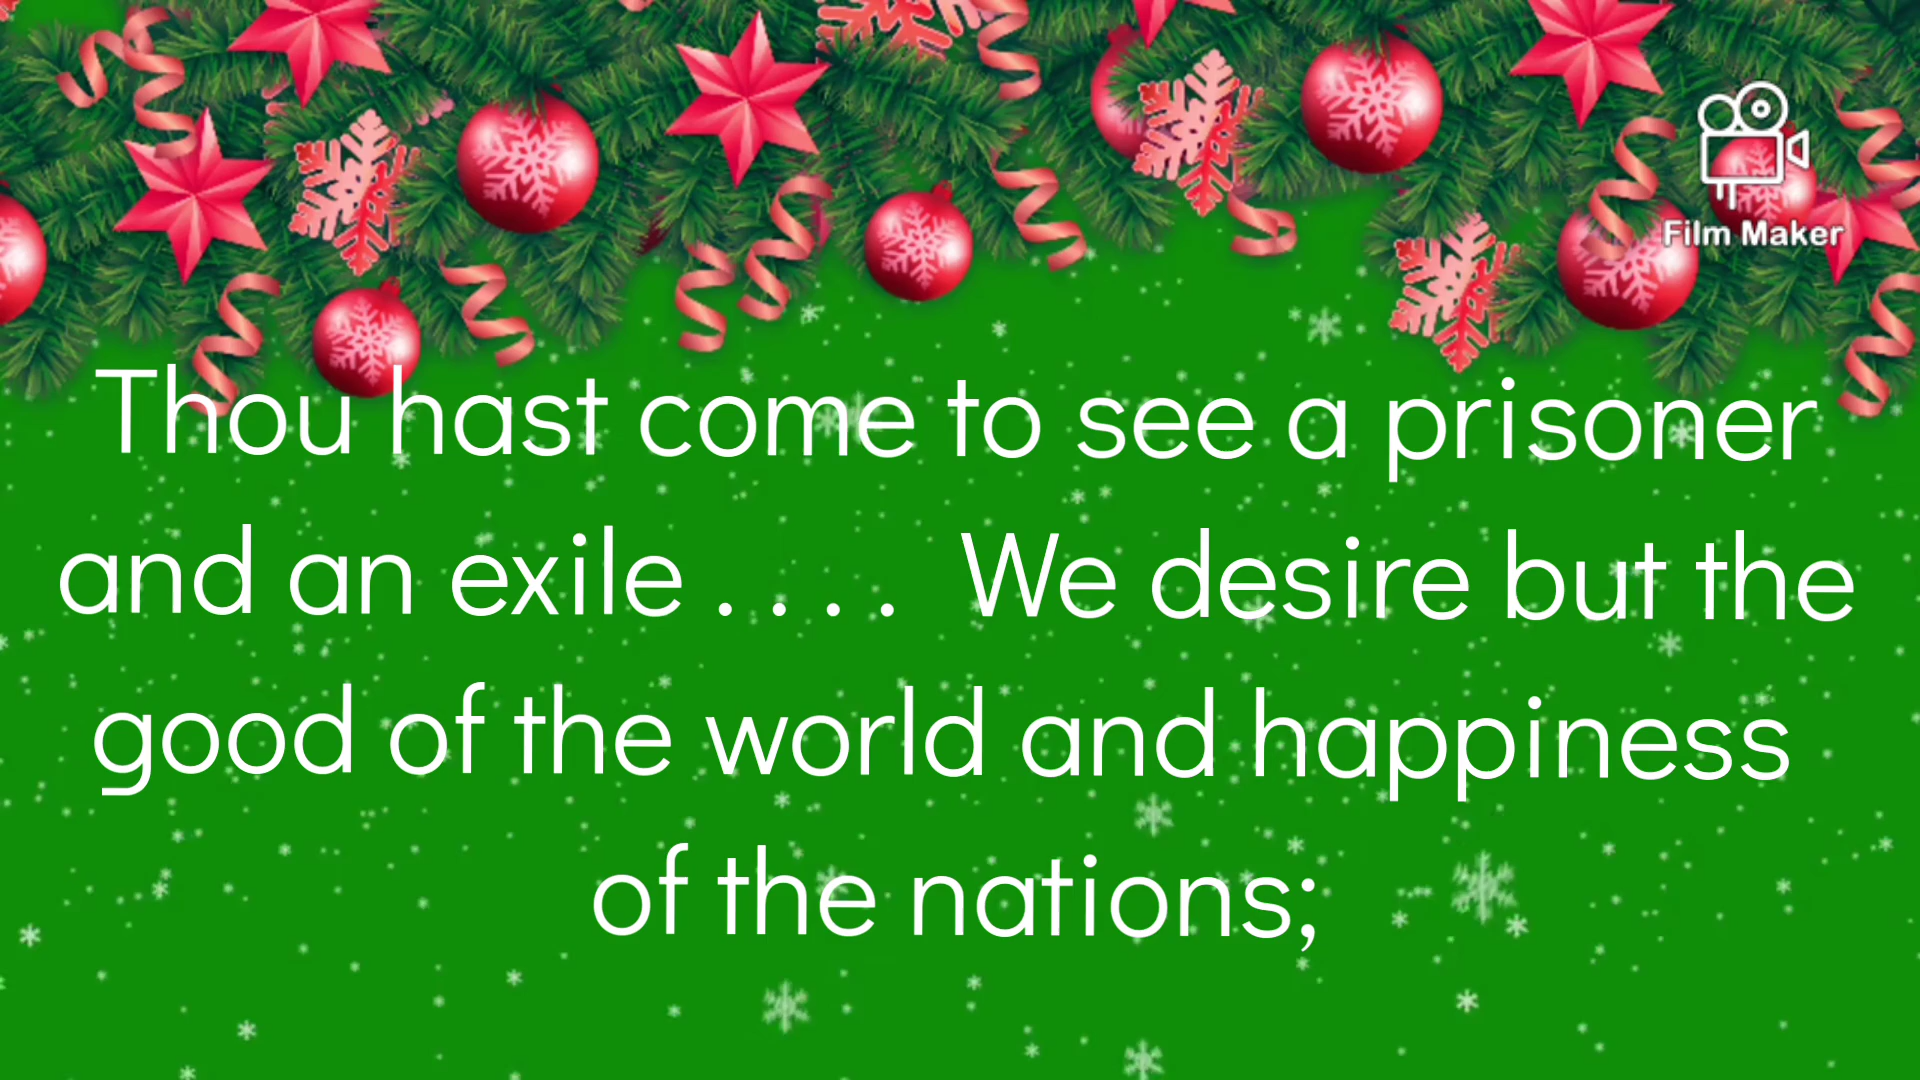 Film Maker
Thou hast come to see a prisoner
and an exile . . . .  We desire but the
good of the world and happiness
of the nations;